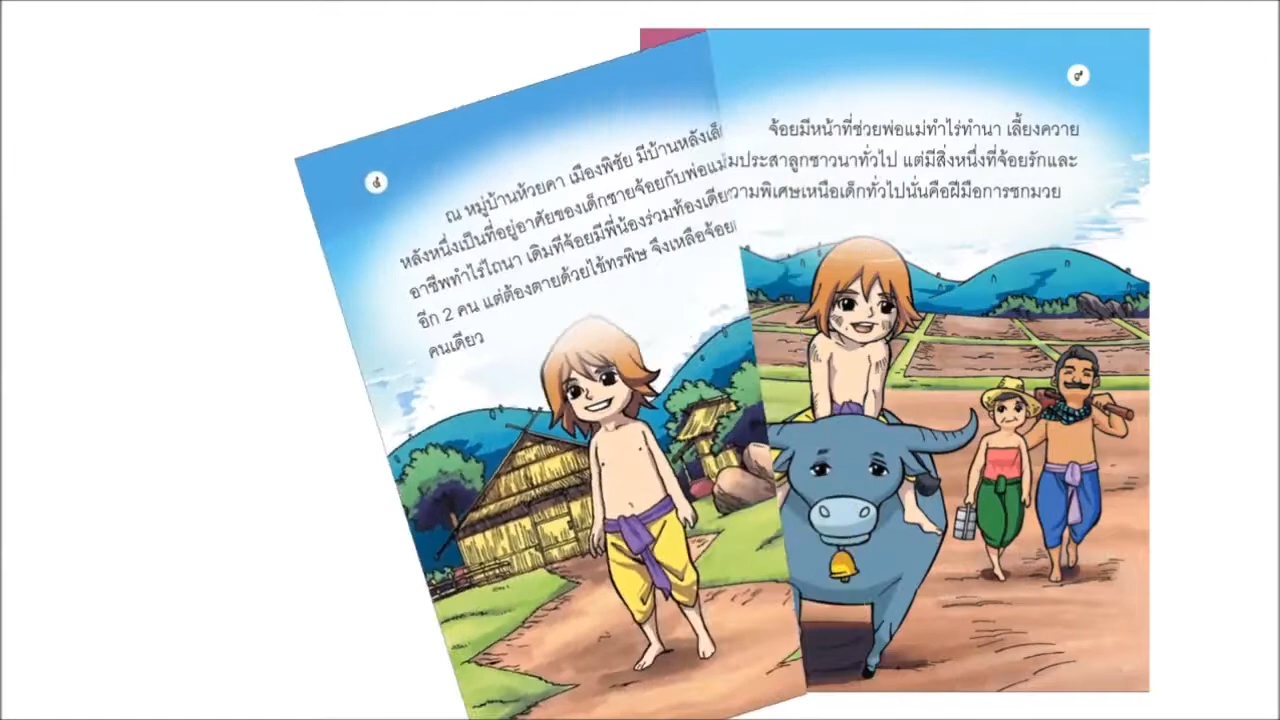 ๔
ณ หมู่บ้านห้วยคา เมืองพิชัย มีบ้านหลังเล็
หลังหนึ่งเป็นที่อยู่อาศัยของเด็กชายจ้อยกับพ่อแม่
อาชีพทำไร่ไถนา เดิมทีจ้อยมีพี่น้องร่วมท้องเดีย
อีก 2 คน แต่ต้องตายด้วยไข้ทรพิษ จึงเหลือจ้อย
คนเดียว
จ้อยมีหน้าที่ช่วยพ่อแม่ทำไร่ทำนา เลี้ยงควาย
มประสาลูกชาวนาทั่วไป แต่มีสิ่งหนึ่งที่จ้อยรักและ
วามพิเศษเหนือเด็กทั่วไปนั่นคือฝีมือการชกมวย